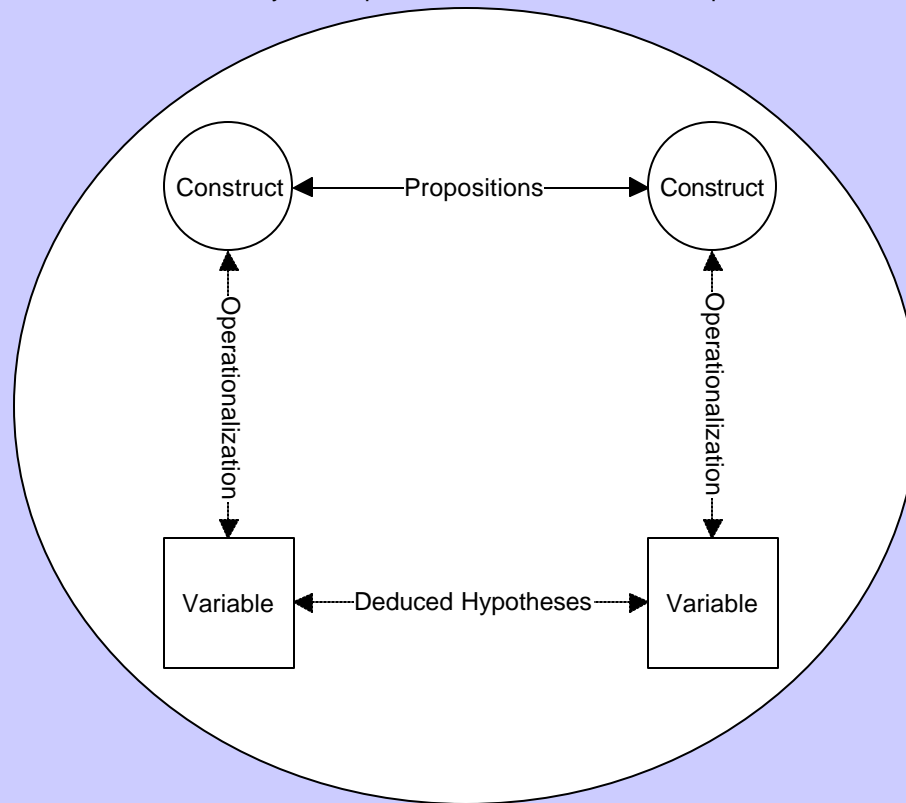 Construct
Propositions
Construct
Operationalization
Operationalization
Variable
Deduced Hypotheses
Variable